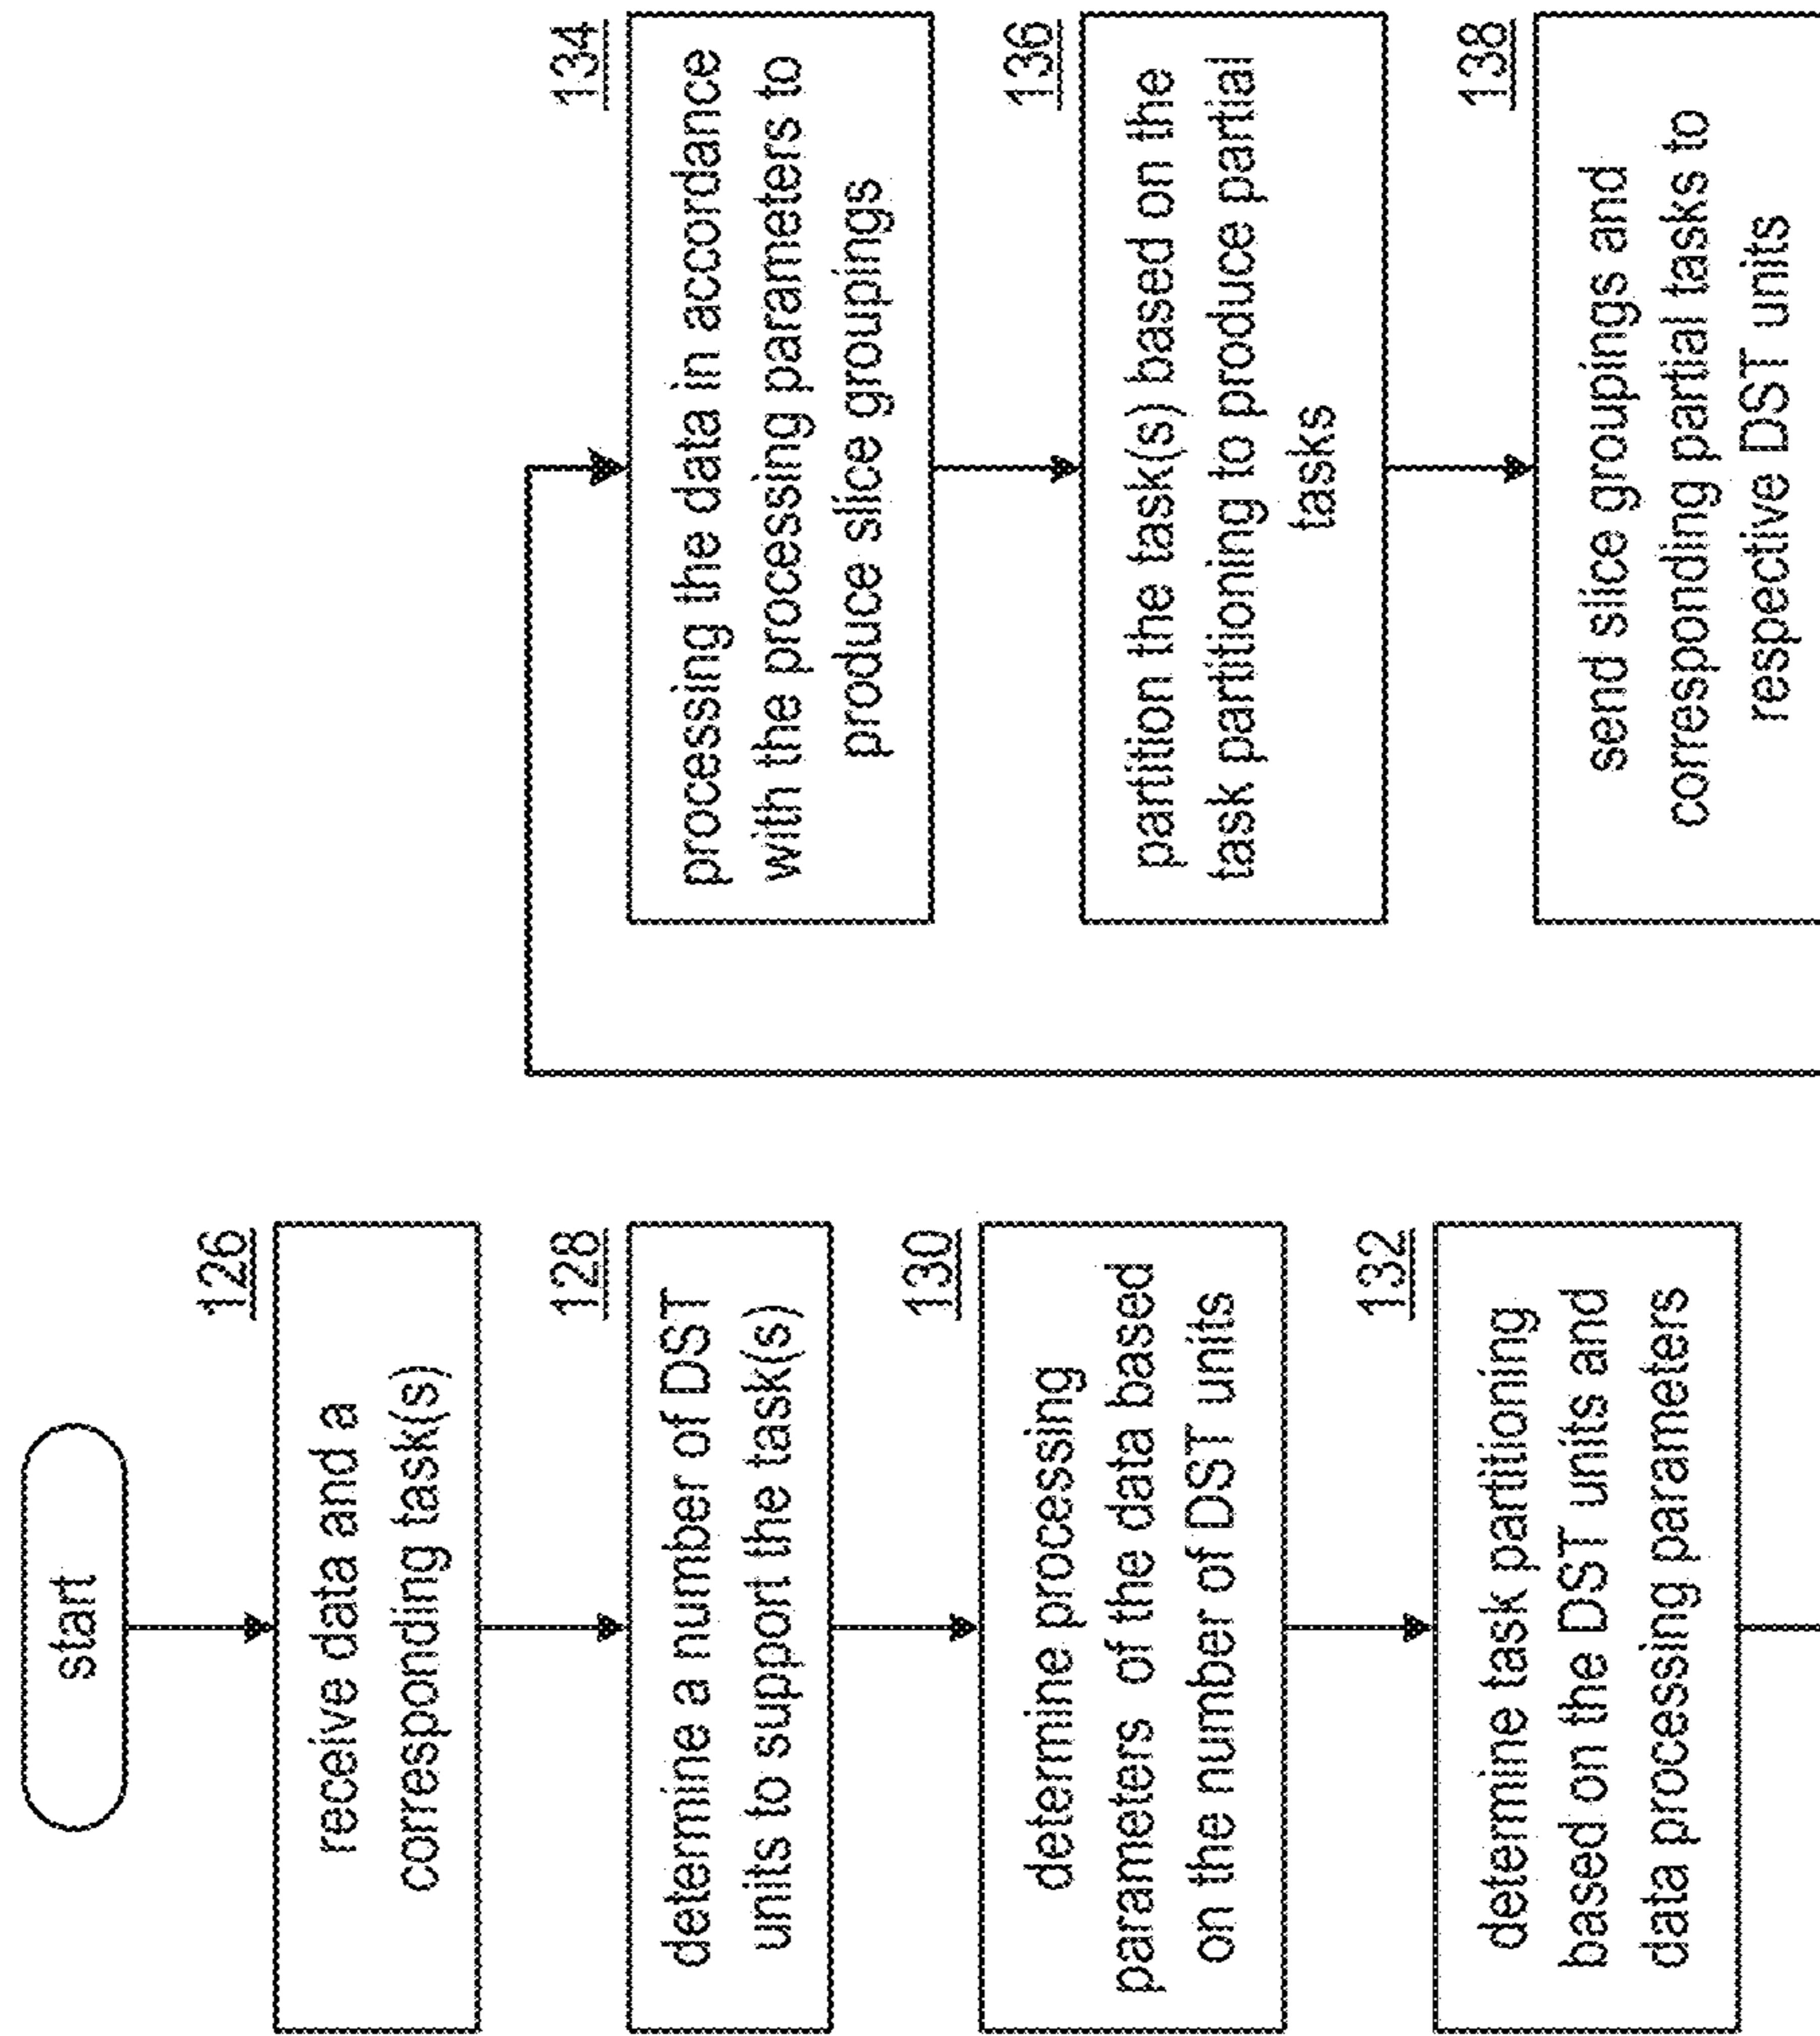 start
126
receive data and a
corresponding task(s)
128
determine a number of DST
units to support the task(s)
130
determine processing
parameters of the data based
on the number of DST units
132
determine task partitioning
based on the DST units and
data processing parameters
134
processing the data in accordance
with the processing parameters to
produce slice groupings
136
partition the task(s) based on the
task partitioning to produce partial
tasks
138
send slice groupings and
corresponding partial tasks to
respective DST units